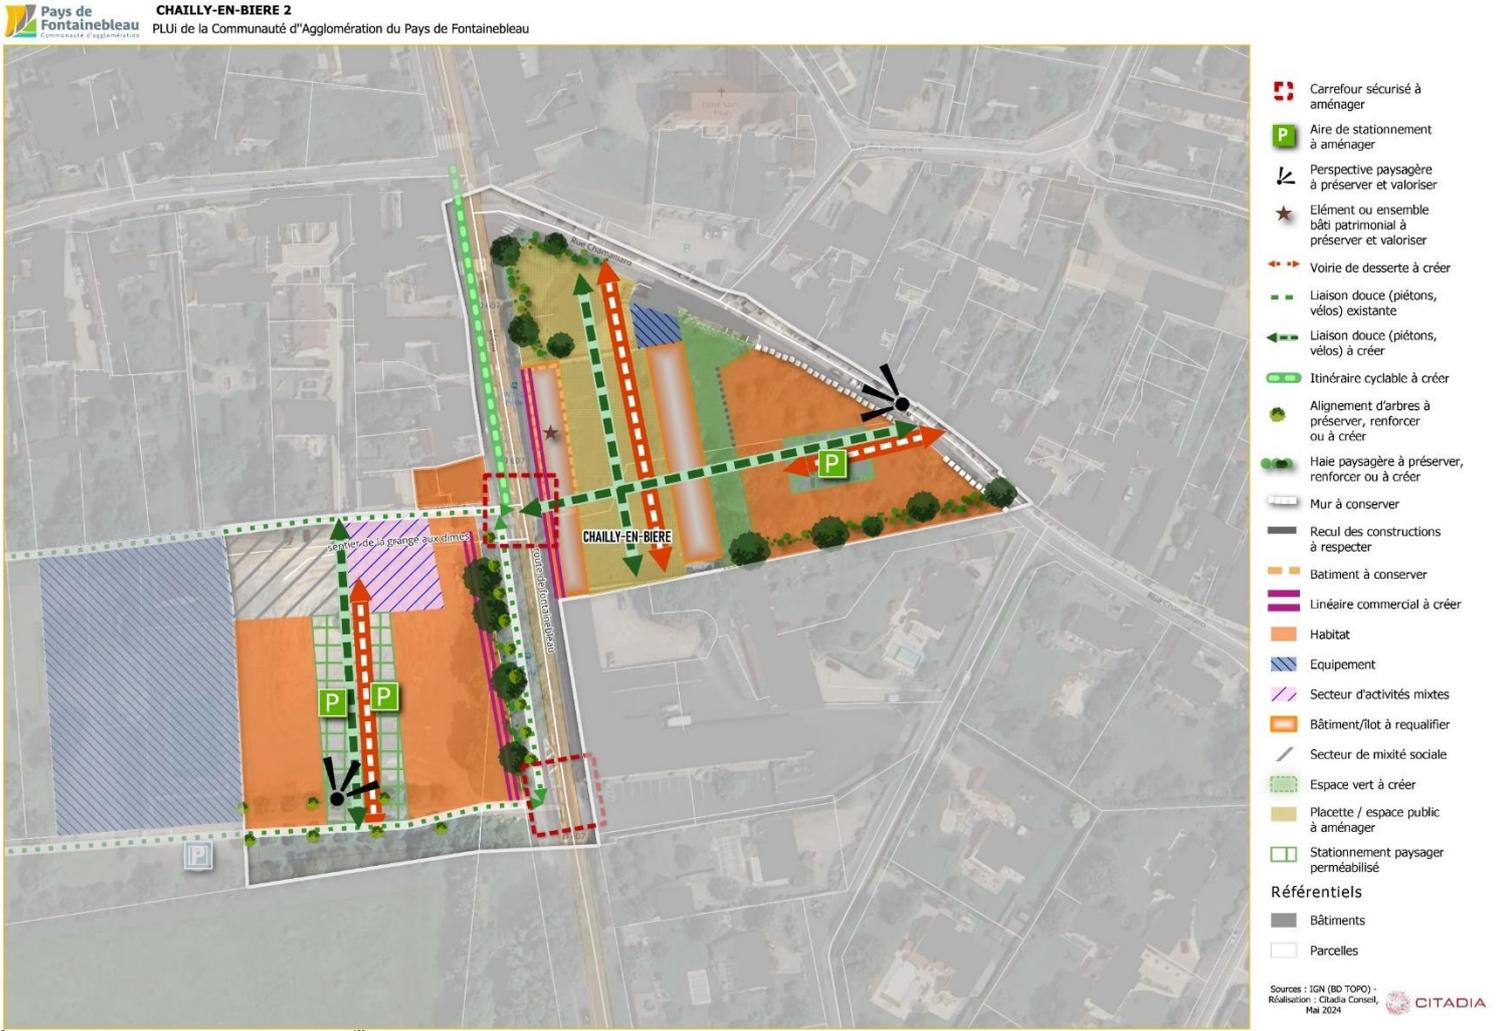 Pays de
Fontainebleau
Communauté d'agglomération
CHAILLY-EN-BIERE 2
PLUi de la Communauté d"Agglomération du Pays de Fontainebleau
Eglise Saint
Paul
P
Rue Chamaillard
sentier de la grange aux dîmes
CHAILLY-EN-BIÈRE
P
route de fontainebleau
P
P
P
D607
Carrefour sécurisé à
aménager
P
Aire de stationnement
à aménager
Perspective paysagère
à préserver et valoriser
Elément ou ensemble
bâti patrimonial à
préserver et valoriser
Voirie de desserte à créer
Liaison douce (piétons,
vélos) existante
Liaison douce (piétons,
vélos) à créer
Itinéraire cyclable à créer
Alignement d'arbres à
préserver, renforcer
ou à créer
Haie paysagère à préserver,
renforcer ou à créer
Mur à conserver
Recul des constructions
à respecter
Batiment à conserver
Linéaire commercial à créer
Habitat
Equipement
Secteur d'activités mixtes
Bâtiment/îlot à requalifier
Secteur de mixité sociale
Espace vert à créer
Placette / espace public
à aménager
Stationnement paysager
perméabilisé
Référentiels
Bâtiments
Parcelles
Sources : IGN (BD TOPO) -
Réalisation : Citadia Conseil,
Mai 2024
CITADIA